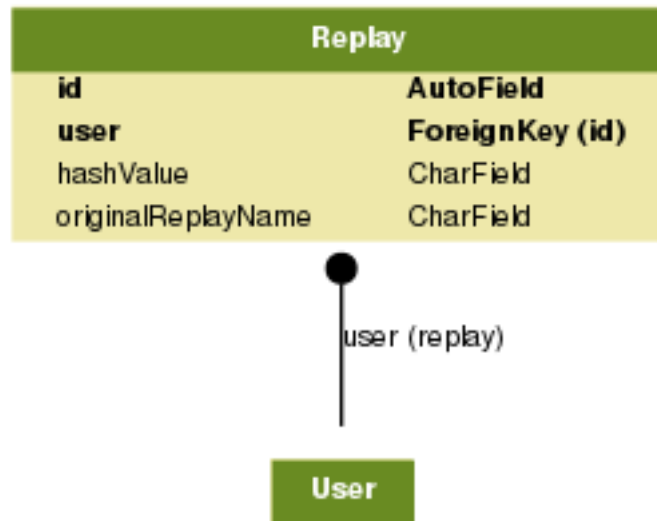 Replay
id AutoField
user ForeignKey (id)
hashValue CharField
originalReplayName CharField
user (replay)
User